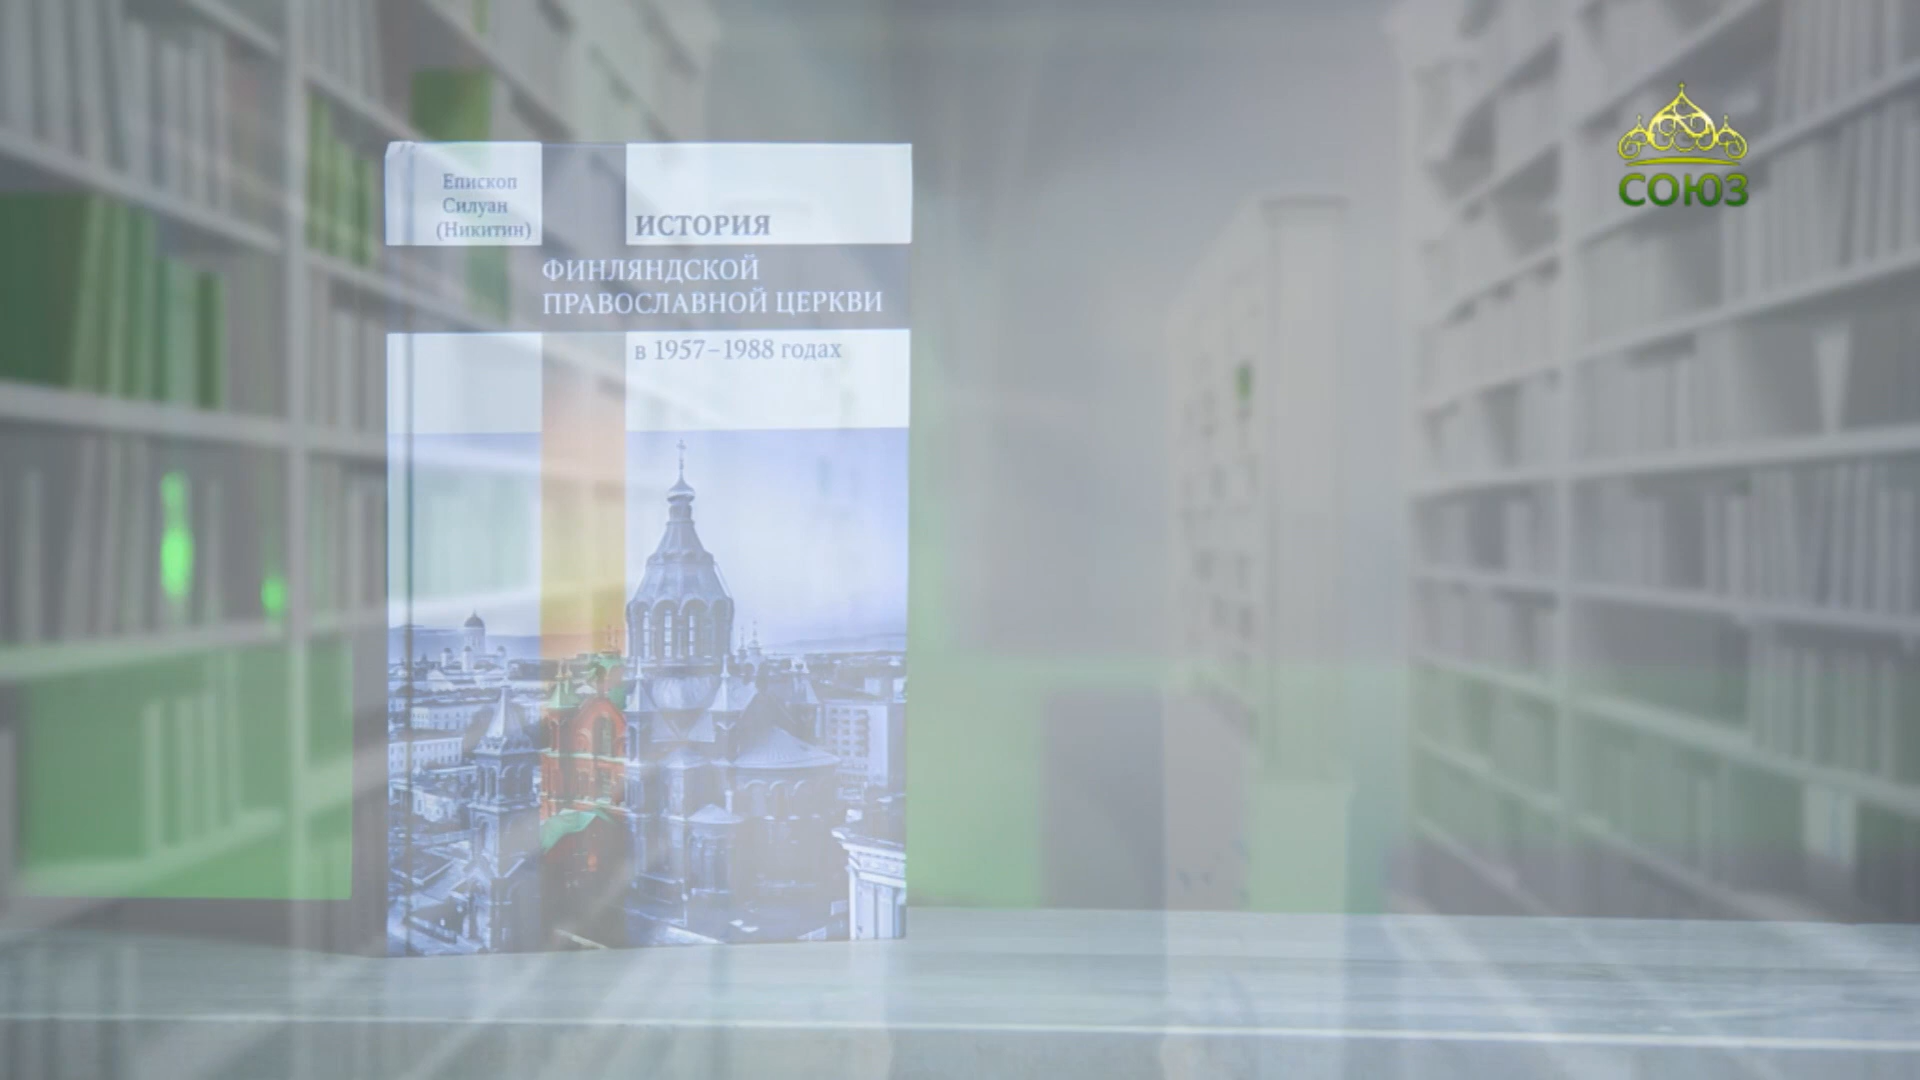 Епископ
Силуан
(Никитин)
ИСТОРИЯ
ФИНЛЯНДСКОЙ
ПРАВОСЛАВНОЙ ЦЕРКВИ
в 1957–1988 годах
СОЮЗ